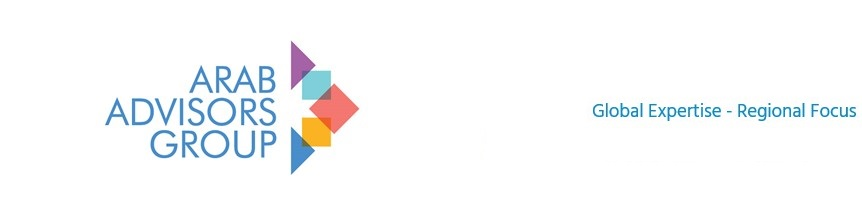 ARAB
ADVISORS
GROUP
Global Expertise - Regional Focus